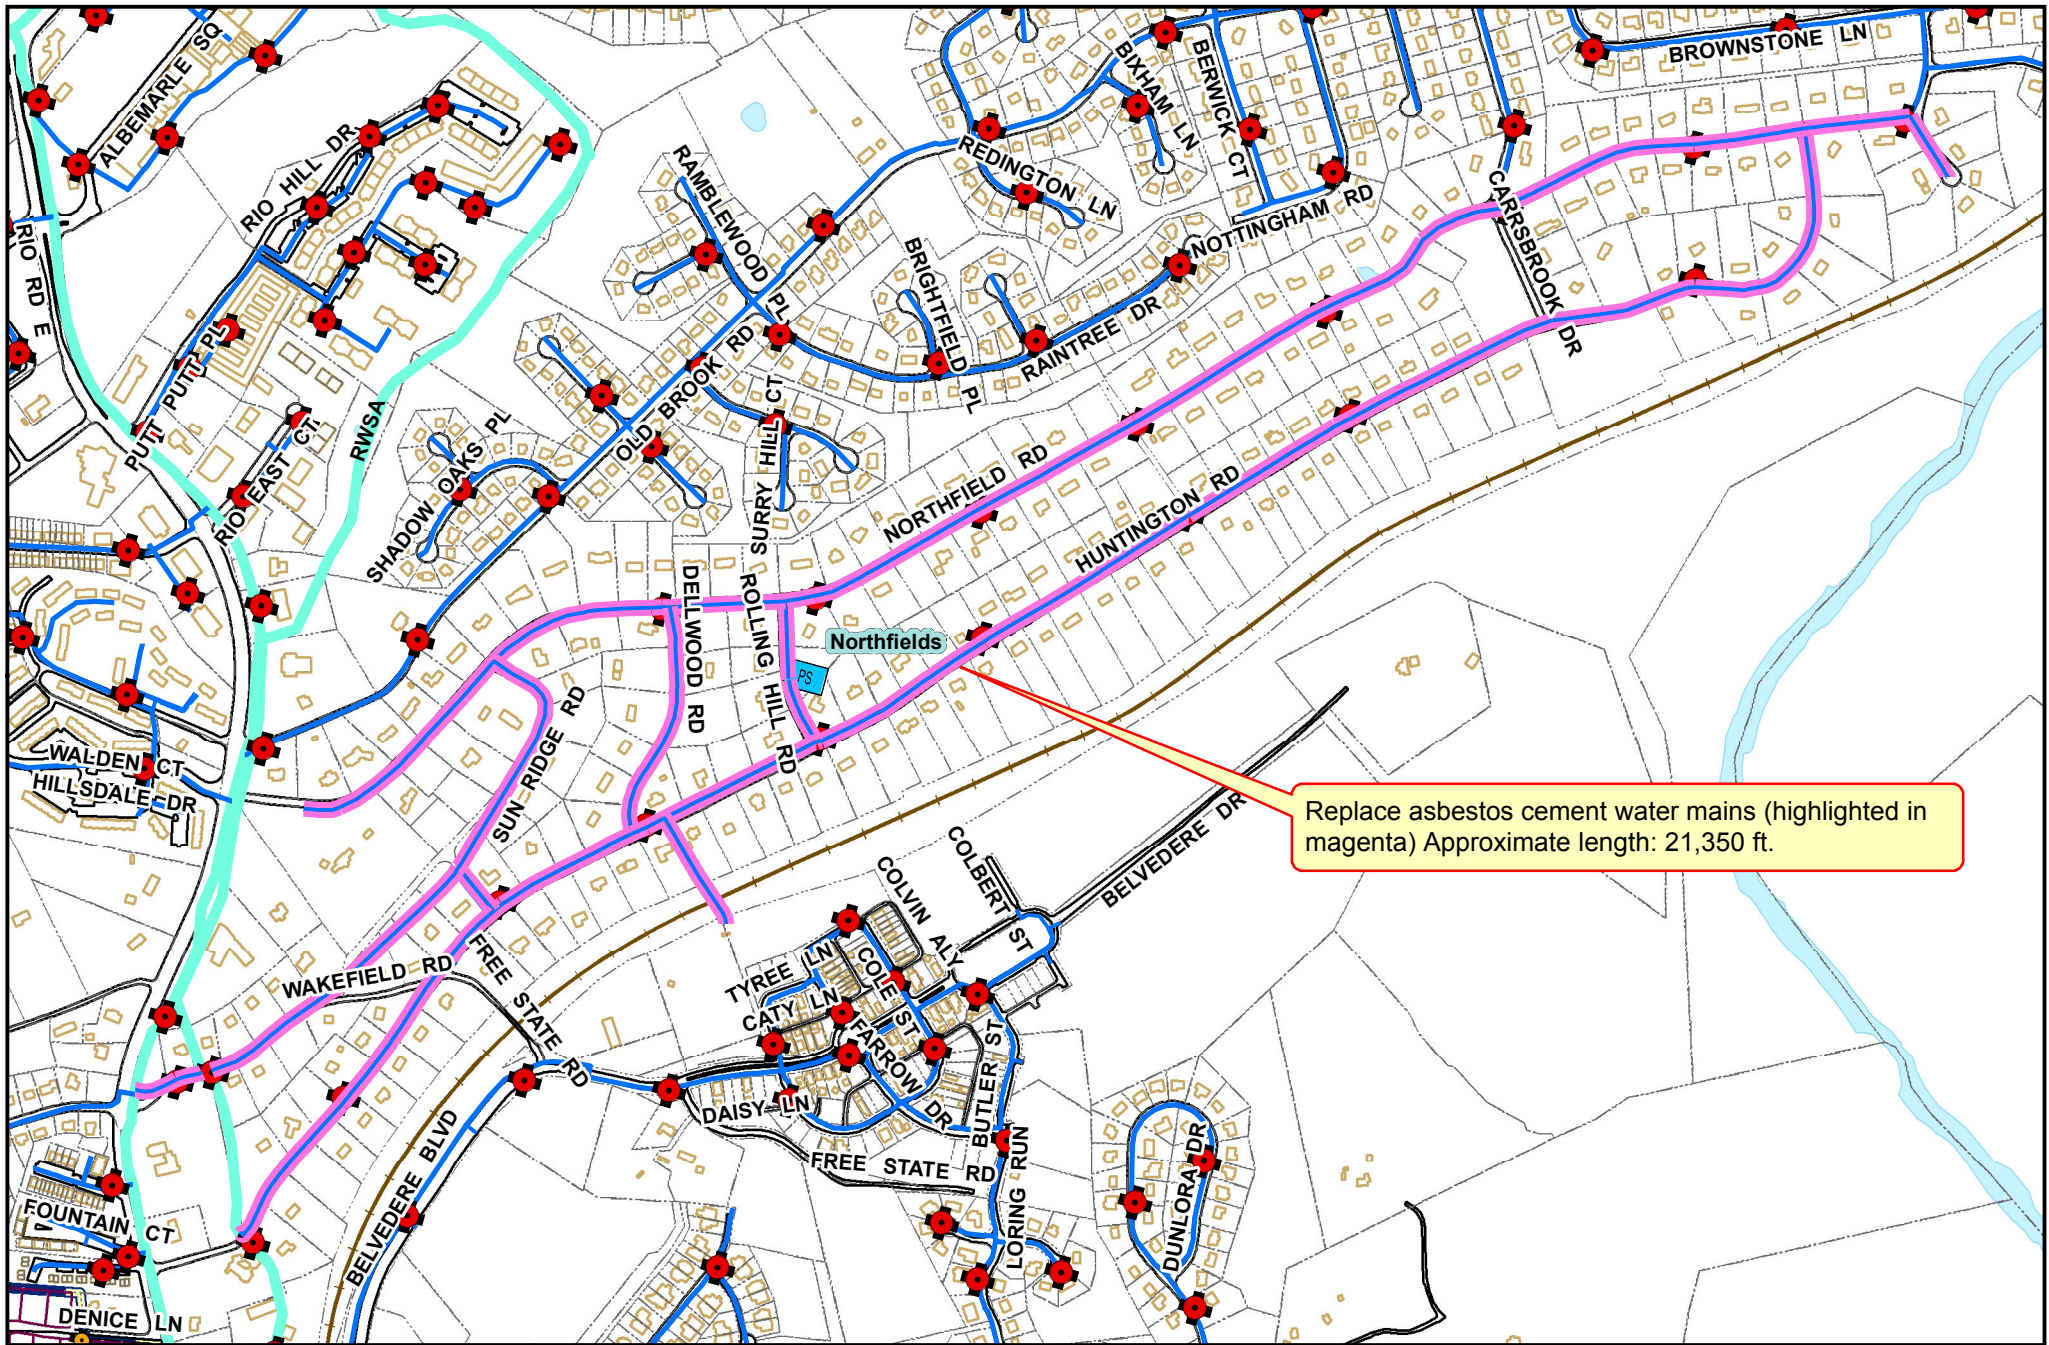 ALBEMARLE SQ
BIXHAM LN
BERWICK CT
BROWNSTONE LN
RIO HILL DR
RAMBLEWOOD PL
REDINGTON LN
CARRSBROOK DR
RIO RD E
BRIGHTFIELD PL
NOTTINGHAM RD
RAINTREE DR
PUTT PUTT PL
RWSA
OLD BROOK RD
SURRY HILL CT
RIO EAST CT
SHADOW OAKS PL
NORTHFIELD RD
HUNTINGTON RD
DELLWOOD RD
ROLLING HILL RD
Northfields
PS
SUN RIDGE RD
WALDEN CT
HILLSDALE DR
Replace asbestos cement water mains (highlighted in
magenta) Approximate length: 21,350 ft.
BELVEDERE DR
COLBERT ST
COLVIN ALY
WAKEFIELD RD
FREE STATE RD
TYREE LN
COLE ST
CATY LN
FARROW DR
BUTLER ST
DAISY LN
FREE STATE RD
BELVEDERE BLVD
LORING RUN
DUNLORA DR
FOUNTAIN CT
DENICE LN